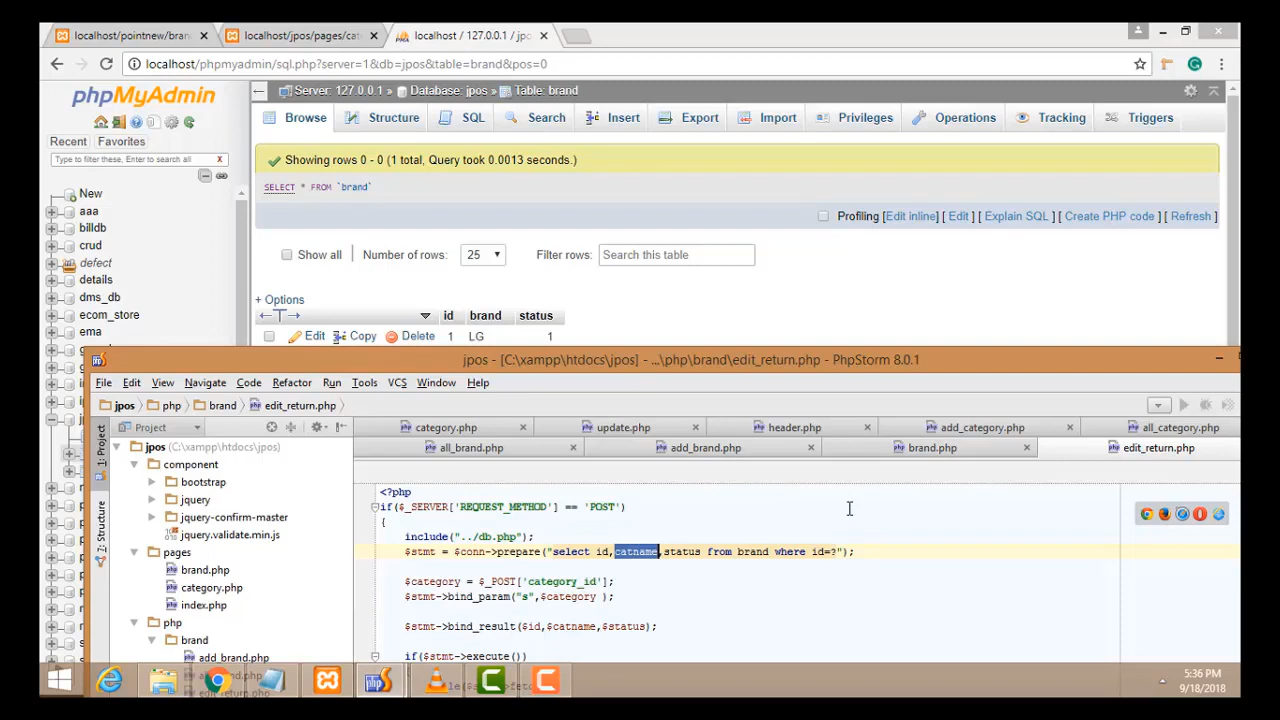 localhost/pointnew/bran × localhost/jpos/pages/cat × localhost / 127.0.0.1 / jpo ×
localhost/phpmyadmin/sql.php?server=1&db=jpos&table=brand&pos=0
phpMyAdmin
Recent Favorites
Type to filter these, Enter to search all X
New
aaa
billdb
crud
defect
details
dms_db
ecom_store
ema
Server: 127.0.0.1 » Database: jpos » Table: brand
Browse Structure SQL Search Insert Export Import Privileges Operations Tracking Triggers
Showing rows 0 - 0 (1 total, Query took 0.0013 seconds.)
SELECT * FROM `brand`
Profiling [Edit inline] [ Edit ] [ Explain SQL ] [ Create PHP code ] [ Refresh ]
Show all Number of rows: 25 Filter rows: Search this table
+ Options
id brand status
Edit Copy Delete 1 LG 1
jpos - [C:\xampp\htdocs\jpos] - ...\php\brand\edit_return.php - PhpStorm 8.0.1
File Edit View Navigate Code Refactor Run Tools VCS Window Help
jpos php brand edit_return.php
1: Project
7: Structure
Project
jpos (C:\xampp\htdocs\jpos)
component
bootstrap
jquery
jquery-confirm-master
jquery.validate.min.js
pages
brand.php
category.php
index.php
php
brand
add_brand.php
category.php × update.php × header.php × add_category.php × all_category.php
all_brand.php × add_brand.php × brand.php × edit_return.php
<?php
if($_SERVER['REQUEST_METHOD'] == 'POST')
{
include("../db.php");
$stmt = $conn->prepare("select id,catname,status from brand where id=?");
$category = $_POST['category_id'];
$stmt->bind_param("s",$category );
$stmt->bind_result($id,$catname,$status);
if($stmt->execute())
5:36 PM
9/18/2018